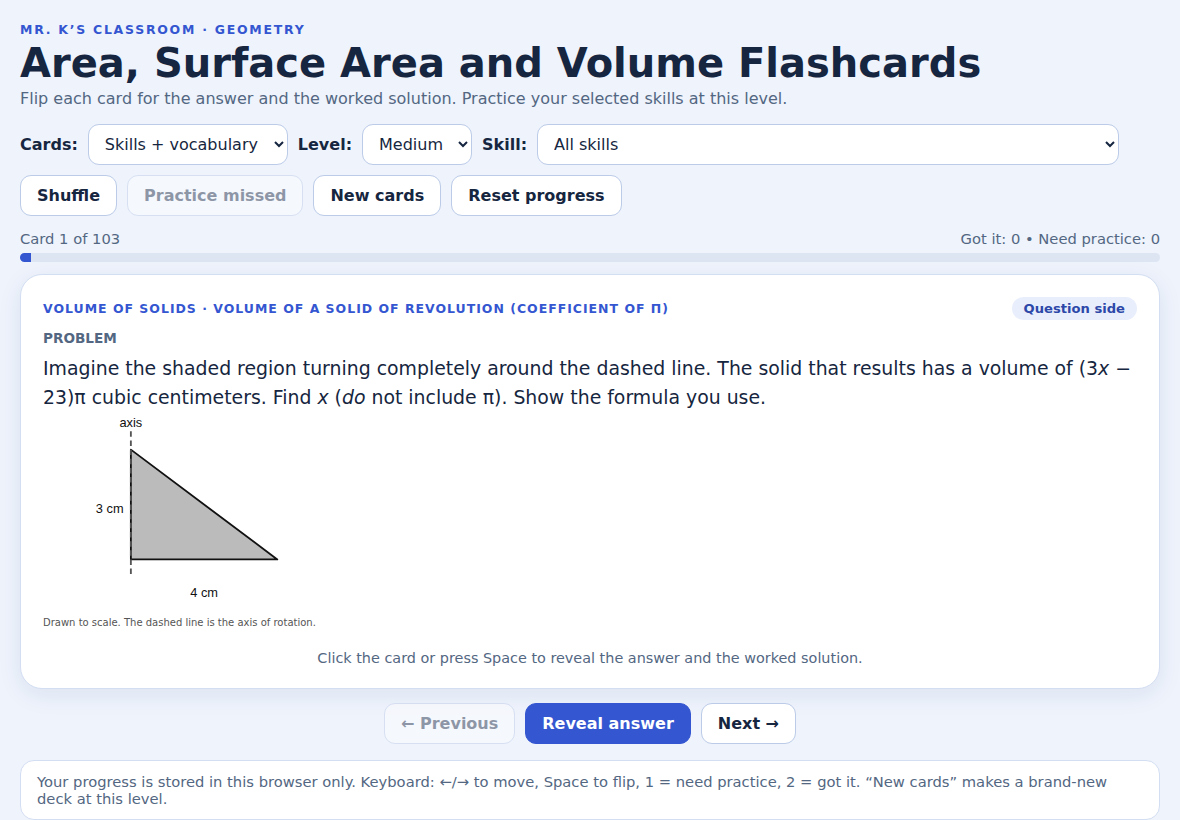 MR. K’S CLASSROOM · GEOMETRY
Area, Surface Area and Volume Flashcards
Flip each card for the answer and the worked solution. Practice your selected skills at this level.
Cards: Skills + vocabulary Level: Medium Skill: All skills
Shuffle Practice missed New cards Reset progress
Card 1 of 103 Got it: 0 • Need practice: 0
VOLUME OF SOLIDS · VOLUME OF A SOLID OF REVOLUTION (COEFFICIENT OF Π) Question side
PROBLEM
Imagine the shaded region turning completely around the dashed line. The solid that results has a volume of (3x −
23)π cubic centimeters. Find x (do not include π). Show the formula you use.
axis
3 cm
4 cm
Drawn to scale. The dashed line is the axis of rotation.
Click the card or press Space to reveal the answer and the worked solution.
← Previous Reveal answer Next →
Your progress is stored in this browser only. Keyboard: ←/→ to move, Space to flip, 1 = need practice, 2 = got it. “New cards” makes a brand-new
deck at this level.